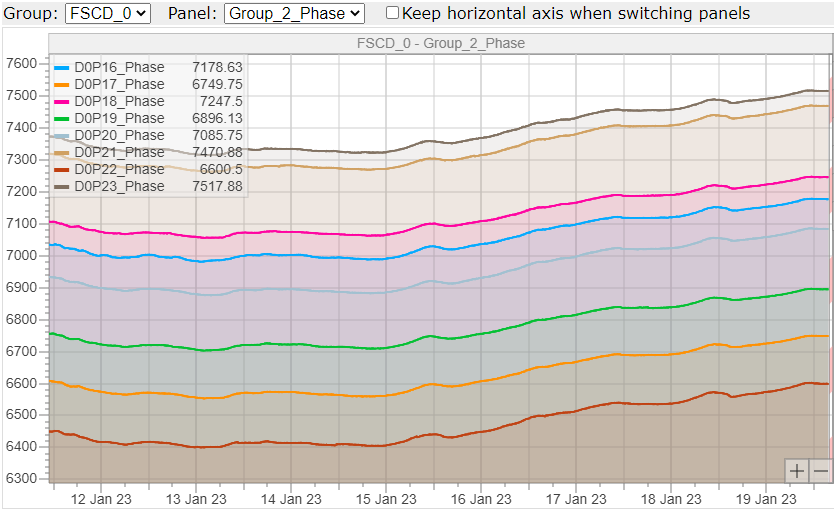 Group: FSCD_0 Panel: Group_2_Phase Keep horizontal axis when switching panels
FSCD_0 - Group_2_Phase
D0P16_Phase 7178.63
D0P17_Phase 6749.75
D0P18_Phase 7247.5
D0P19_Phase 6896.13
D0P20_Phase 7085.75
D0P21_Phase 7470.88
D0P22_Phase 6600.5
D0P23_Phase 7517.88
7600
7500
7400
7300
7200
7100
7000
6900
6800
6700
6600
6500
6400
6300
12 Jan 23 13 Jan 23 14 Jan 23 15 Jan 23 16 Jan 23 17 Jan 23 18 Jan 23 19 Jan 23
+ −